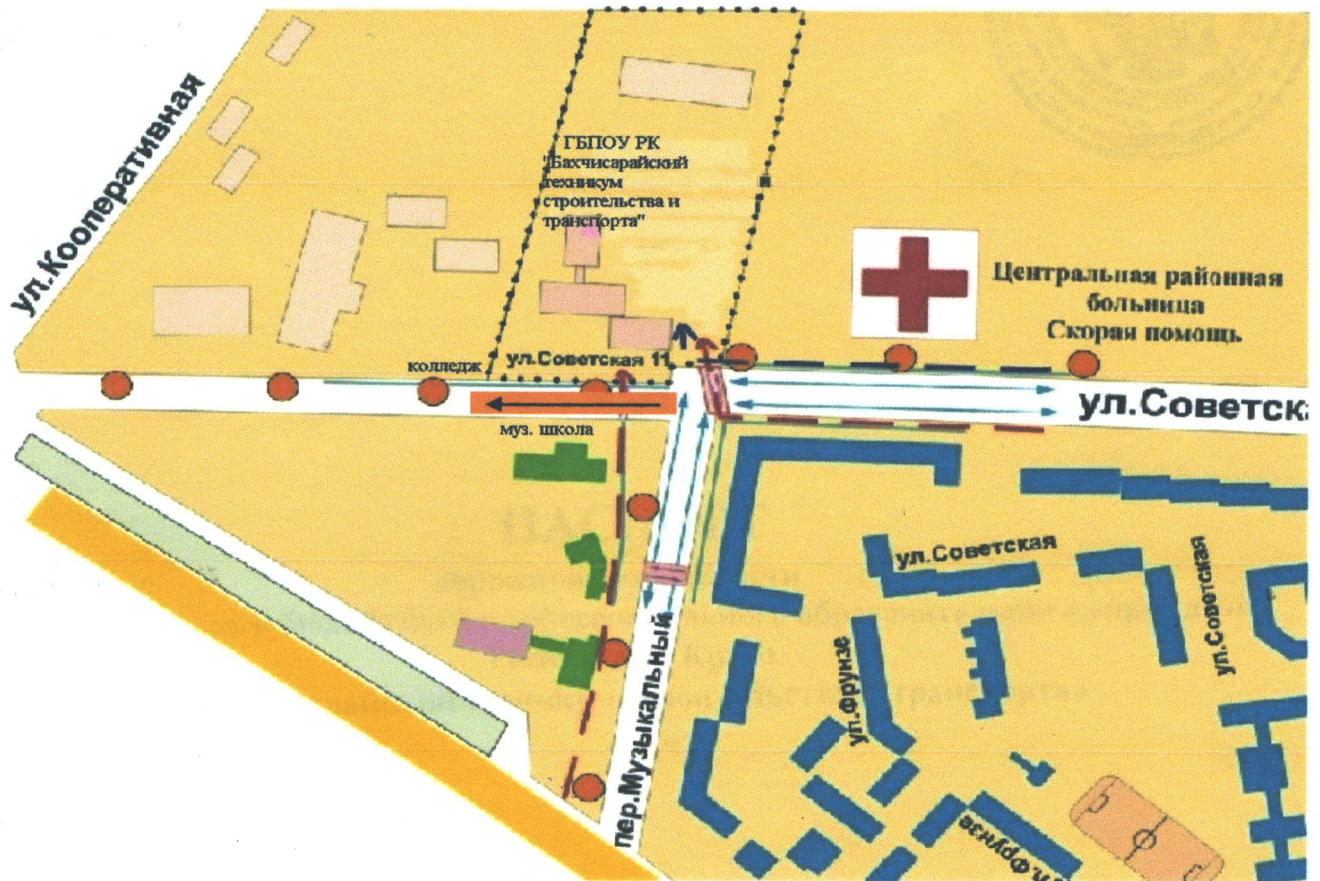 ул.Кооперативная
ГБПОУ РК
"Бахчисарайский
техникум
строительства и
транспорта"
Центральная районная
больница
Скорая помощь
колледж
ул.Советская 11
ул.Советска
муз. школа
ул.Советская
ул.Советская
ул.Фрунзе
пер.Музыкальный
ул.Фрунзе